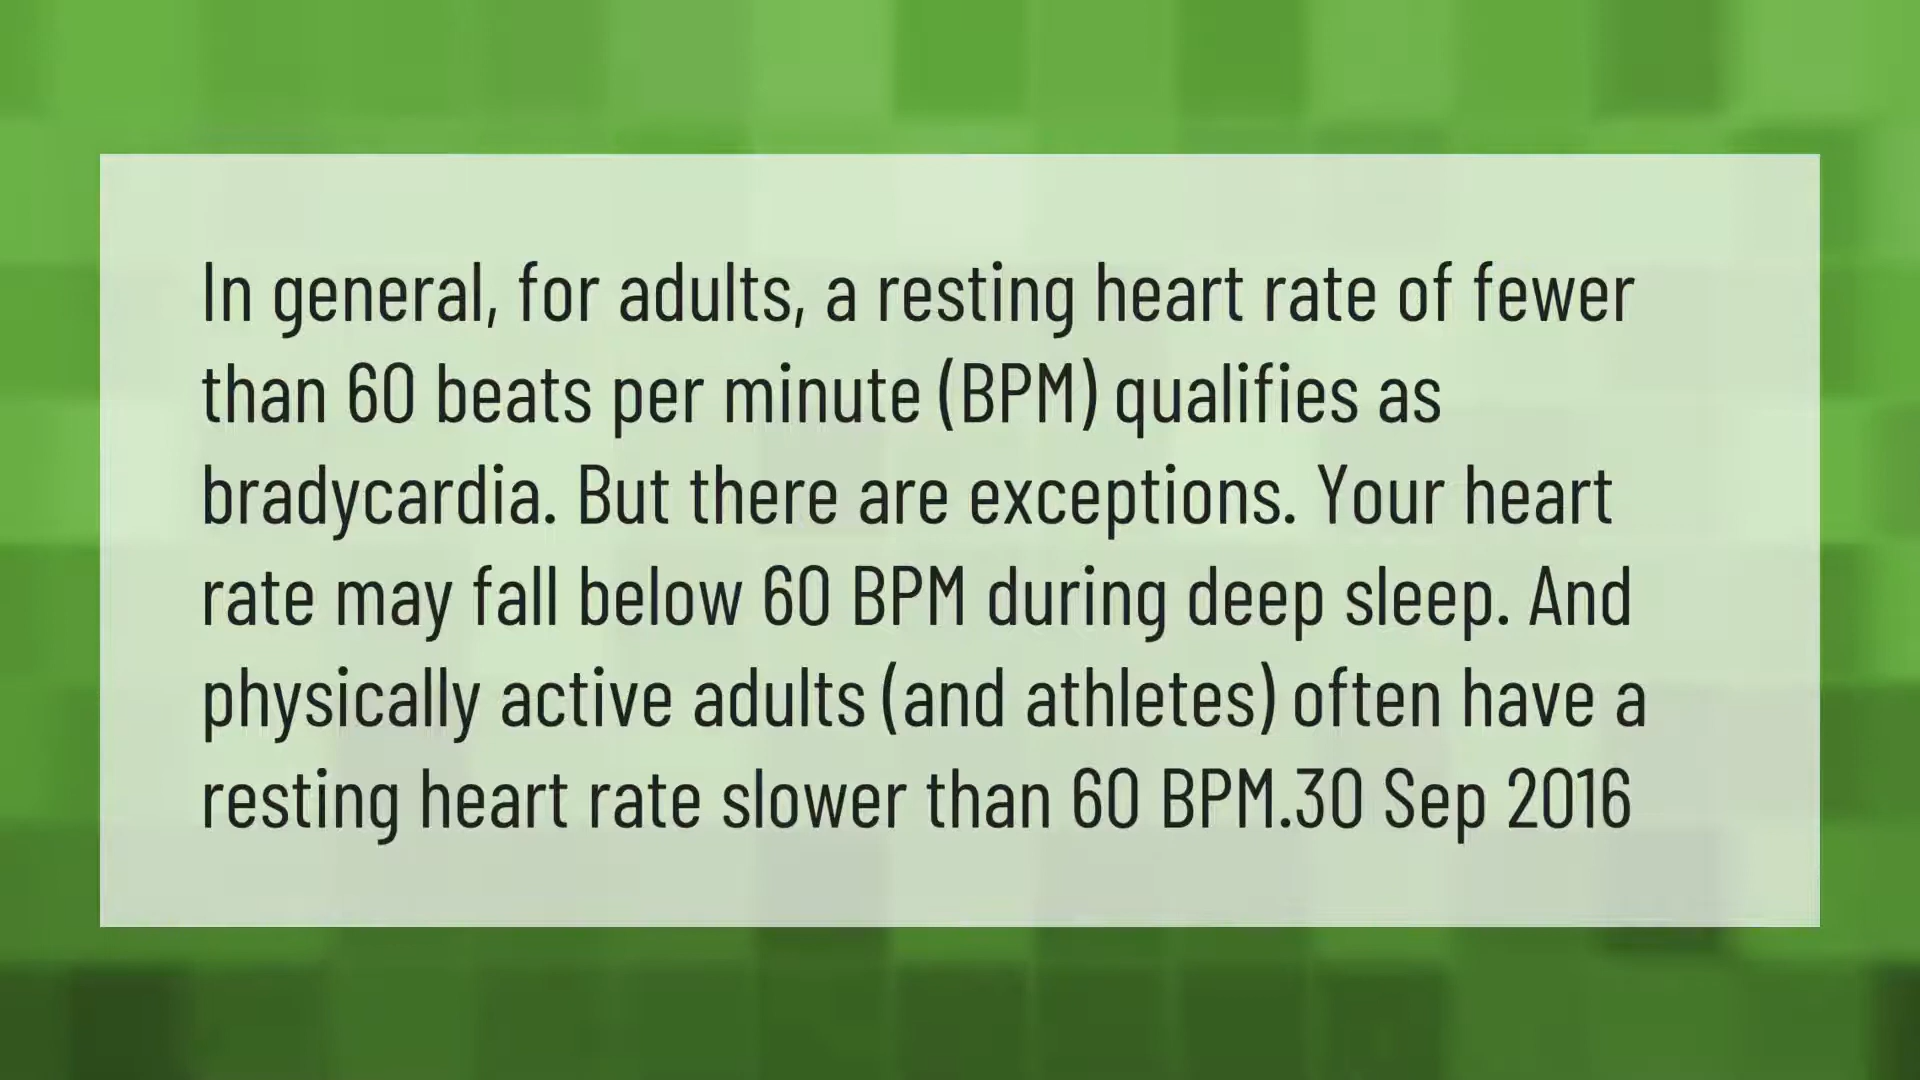 In general, for adults, a resting heart rate of fewer
than 60 beats per minute (BPM) qualifies as
bradycardia. But there are exceptions. Your heart
rate may fall below 60 BPM during deep sleep. And
physically active adults (and athletes) often have a
resting heart rate slower than 60 BPM.30 Sep 2016